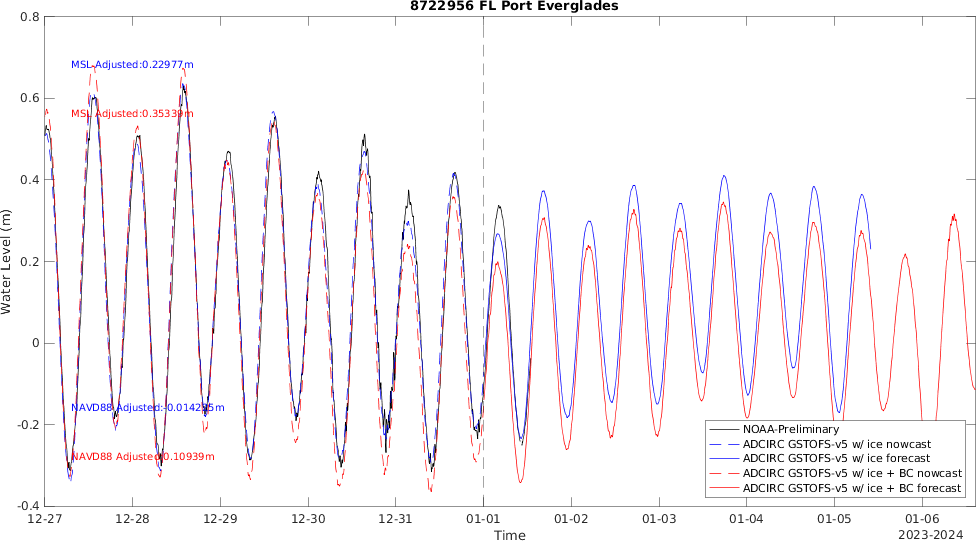 8722956 FL Port Everglades
0.8
0.6
0.4
0.2
0
-0.2
-0.4
Water Level (m)
MSL Adjusted:0.22977m
MSL Adjusted:0.35339m
NAVD88 Adjusted:-0.014235m
NAVD88 Adjusted:0.10939m
NOAA-Preliminary
ADCIRC GSTOFS-v5 w/ ice nowcast
ADCIRC GSTOFS-v5 w/ ice forecast
ADCIRC GSTOFS-v5 w/ ice + BC nowcast
ADCIRC GSTOFS-v5 w/ ice + BC forecast
12-27 12-28 12-29 12-30 12-31 01-01 01-02 01-03 01-04 01-05 01-06
Time
2023-2024